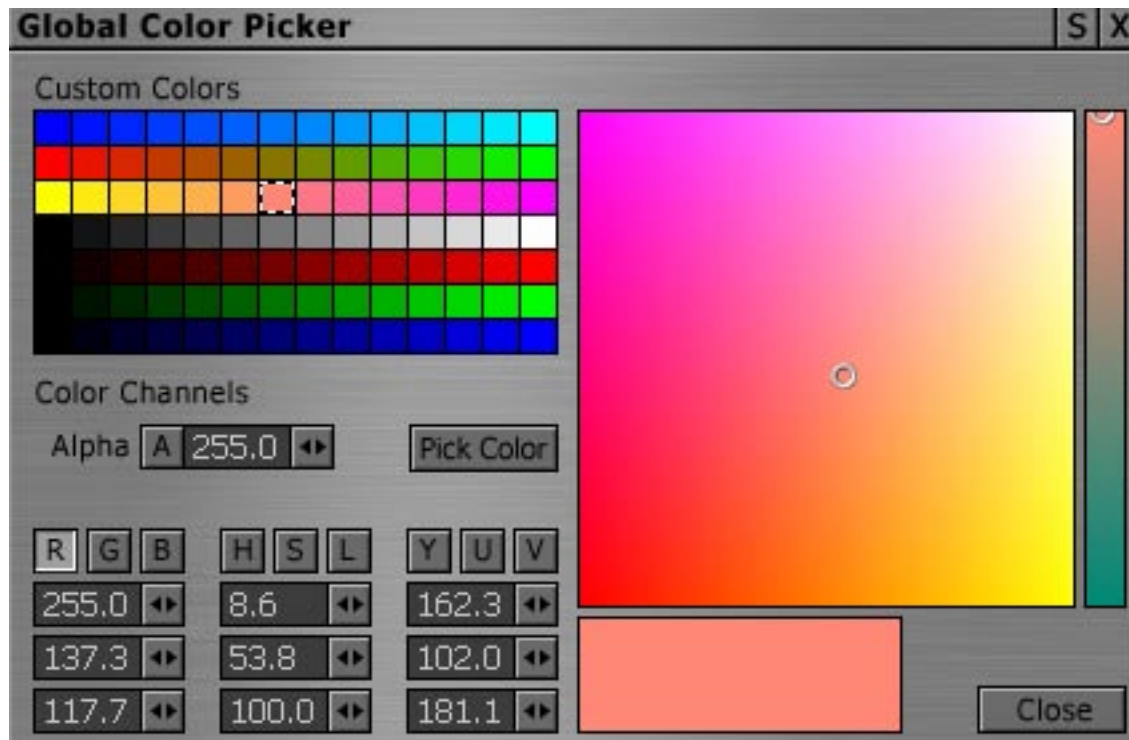 Global Color Picker S X
Custom Colors
Color Channels
Alpha A 255.0 Pick Color
R G B H S L Y U V
255.0 8.6 162.3
137.3 53.8 102.0
117.7 100.0 181.1
Close